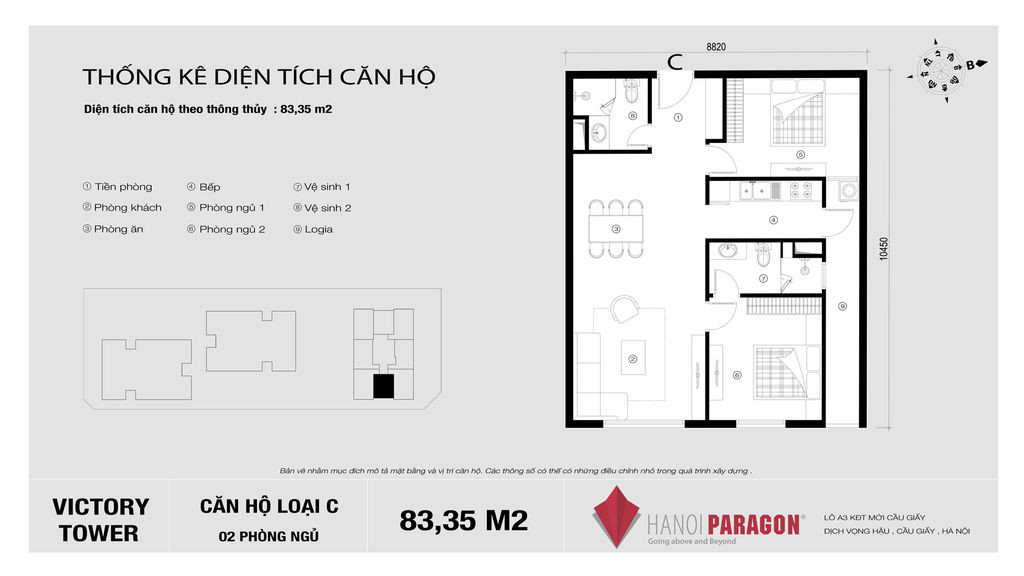 THỐNG KÊ DIỆN TÍCH CĂN HỘ
Diện tích căn hộ theo thông thủy : 83,35 m2
① Tiền phòng
② Phòng khách
③ Phòng ăn
④ Bếp
⑤ Phòng ngủ 1
⑥ Phòng ngủ 2
⑦ Vệ sinh 1
⑧ Vệ sinh 2
⑨ Logia
8820
C
B
10450
①
②
③
④
⑤
⑥
⑦
⑧
⑨
Bản vẽ nhằm mục đích mô tả mặt bằng và vị trí căn hộ. Các thông số có thể có những điều chỉnh nhỏ trong quá trình xây dựng .
VICTORY
TOWER
CĂN HỘ LOẠI C
02 PHÒNG NGỦ
83,35 M2
HANOI PARAGON®
Going above and Beyond
LÔ A3 KĐT MỚI CẦU GIẤY
DỊCH VỌNG HẬU , CẦU GIẤY , HÀ NỘI